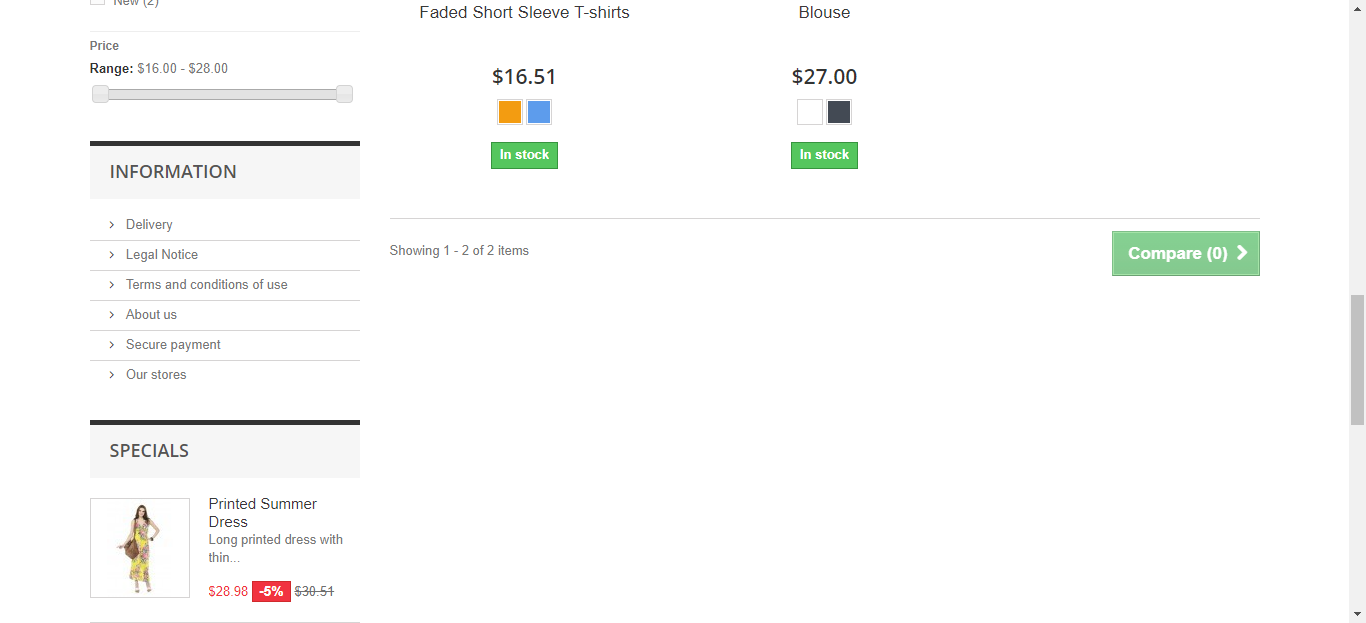 New (2)
Price
Range: $16.00 - $28.00
INFORMATION
Delivery
Legal Notice
Terms and conditions of use
About us
Secure payment
Our stores
SPECIALS
Printed Summer
Dress
Long printed dress with
thin...
$28.98 -5% $30.51
Faded Short Sleeve T-shirts
$16.51
In stock
Blouse
$27.00
In stock
Showing 1 - 2 of 2 items
Compare (0)